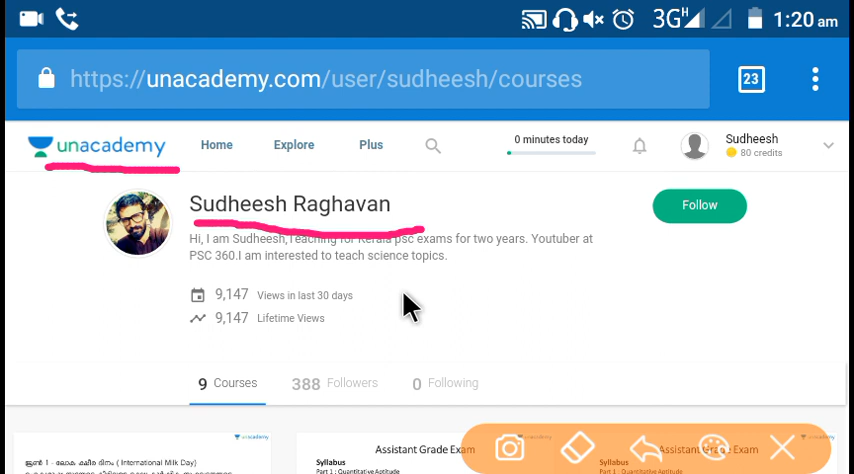 3G H 1:20 am
https://unacademy.com/user/sudheesh/courses 23
unacademy Home Explore Plus 0 minutes today Sudheesh
80 credits
Sudheesh Raghavan Follow
Hi, I am Sudheesh,Teaching for Kerala psc exams for two years. Youtuber at
PSC 360.I am interested to teach science topics.
9,147 Views in last 30 days
9,147 Lifetime Views
9 Courses 388 Followers 0 Following
unacademy
ജൂൺ 1 - ലോക ക്ഷീര ദിനം ( International Milk Day)
Assistant Grade Exam
Syllabus
Part 1 : Quantitative Aptitude
Assistant Grade Exam
Syllabus
Part 1 : Quantitative Aptitude